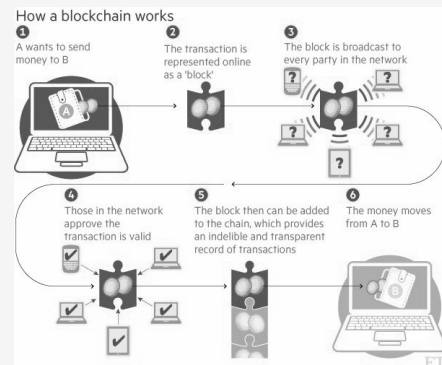 How a blockchain works
1
A wants to send
money to B
2
The transaction is
represented online
as a 'block'
3
The block is broadcast to
every party in the network
A
?
?
?
?
?
4
Those in the network
approve the
transaction is valid
5
The block then can be added
to the chain, which provides
an indelible and transparent
record of transactions
6
The money moves
from A to B
B
FT